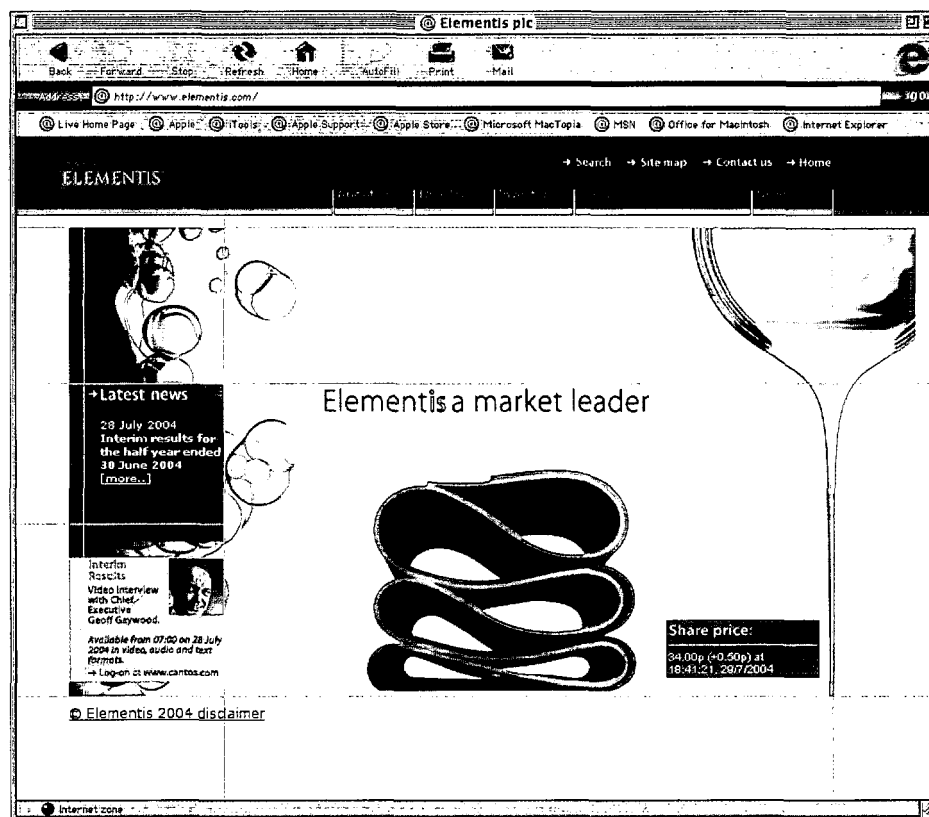 @ Elementis plc
Back Forward Stop Refresh Home AutoFill Print Mail
Address: @ http://www.elementis.com/ go
@ Live Home Page @ Apple @ iTools @ Apple Support @ Apple Store @ Microsoft MacTopia @ MSN @ Office for Macintosh @ Internet Explorer
→ Search → Site map → Contact us → Home
ELEMENTIS
→Latest news
28 July 2004
Interim results for
the half year ended
30 June 2004
[more..]
Elementis a market leader
Interim
Results
Video Interview
with Chief
Executive
Geoff Gaywood.
Available from 07:00 on 28 July
2004 in video, audio and text
formats.
→ Log-on at www.cantos.com
Share price:
34.00p (+0.50p) at
18:41:21, 29/7/2004
© Elementis 2004 disclaimer
Internet zone